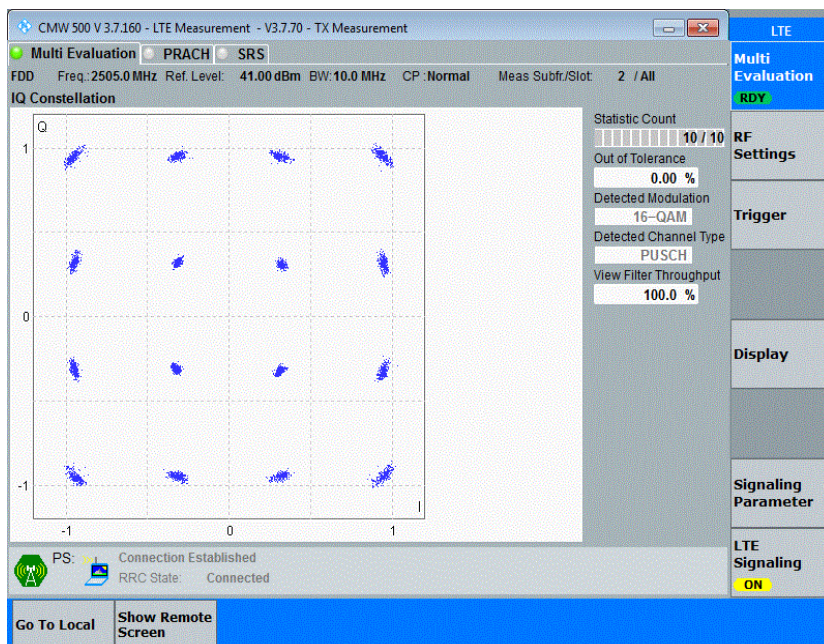 CMW 500 V 3.7.160 - LTE Measurement - V3.7.70 - TX Measurement
LTE
Multi Evaluation PRACH SRS
FDD Freq.: 2505.0 MHz Ref. Level: 41.00 dBm BW: 10.0 MHz CP : Normal Meas Subfr./Slot: 2 / All
IQ Constellation
Q
1
0
-1
-1
0
1
I
Statistic Count
10 / 10
Out of Tolerance
0.00 %
Detected Modulation
16-QAM
Detected Channel Type
PUSCH
View Filter Throughput
100.0 %
Multi
Evaluation
RDY
RF
Settings
Trigger
Display
Signaling
Parameter
LTE
Signaling
ON
PS: Connection Established
RRC State: Connected
Go To Local
Show Remote
Screen